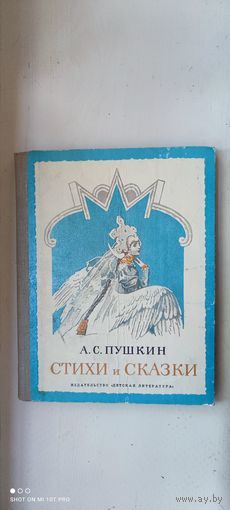 А. С. ПУШКИН
СТИХИ и СКАЗКИ
ИЗДАТЕЛЬСТВО «ДЕТСКАЯ ЛИТЕРАТУРА»
SHOT ON MI 10T PRO
www.ay.by